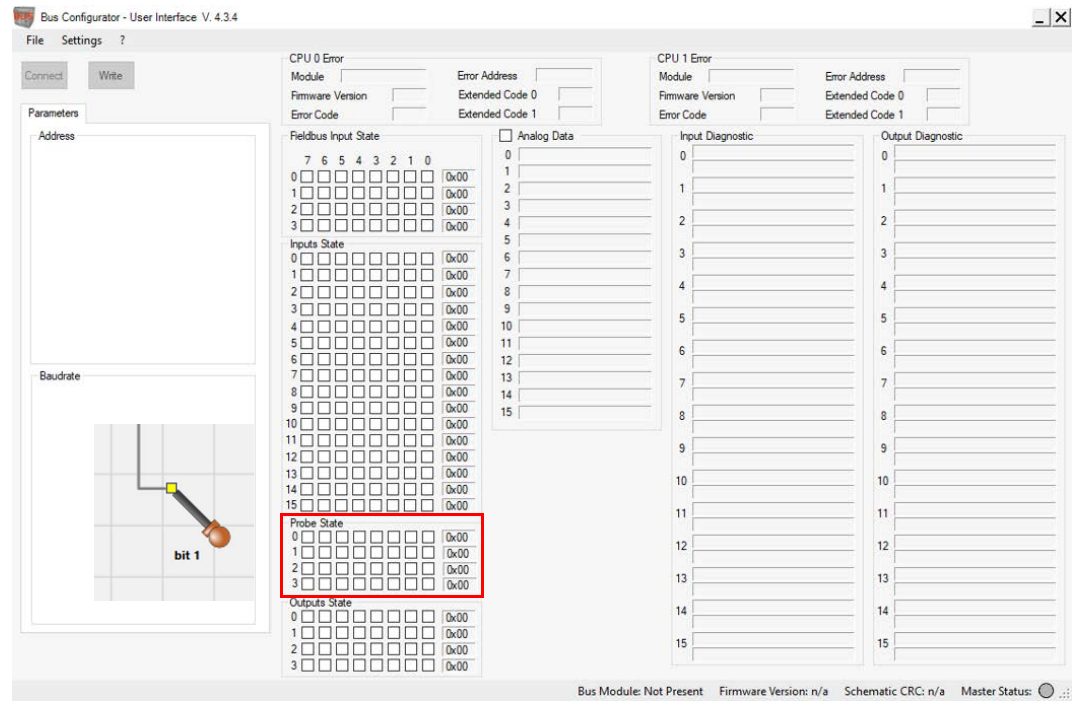 Bus Configurator - User Interface V. 4.3.4
File Settings ?
Connect Write
Parameters
Address
Baudrate
bit 1
CPU 0 Error
Module Error Address
Firmware Version Extended Code 0
Error Code Extended Code 1
CPU 1 Error
Module Error Address
Firmware Version Extended Code 0
Error Code Extended Code 1
Fieldbus Input State
7 6 5 4 3 2 1 0
0 0x00
1 0x00
2 0x00
3 0x00
Inputs State
0 0x00
1 0x00
2 0x00
3 0x00
4 0x00
5 0x00
6 0x00
7 0x00
8 0x00
9 0x00
10 0x00
11 0x00
12 0x00
13 0x00
14 0x00
15 0x00
Probe State
0 0x00
1 0x00
2 0x00
3 0x00
Outputs State
0 0x00
1 0x00
2 0x00
3 0x00
Analog Data
0
1
2
3
4
5
6
7
8
9
10
11
12
13
14
15
Input Diagnostic
0
1
2
3
4
5
6
7
8
9
10
11
12
13
14
15
Output Diagnostic
0
1
2
3
4
5
6
7
8
9
10
11
12
13
14
15
Bus Module: Not Present Firmware Version: n/a Schematic CRC: n/a Master Status: